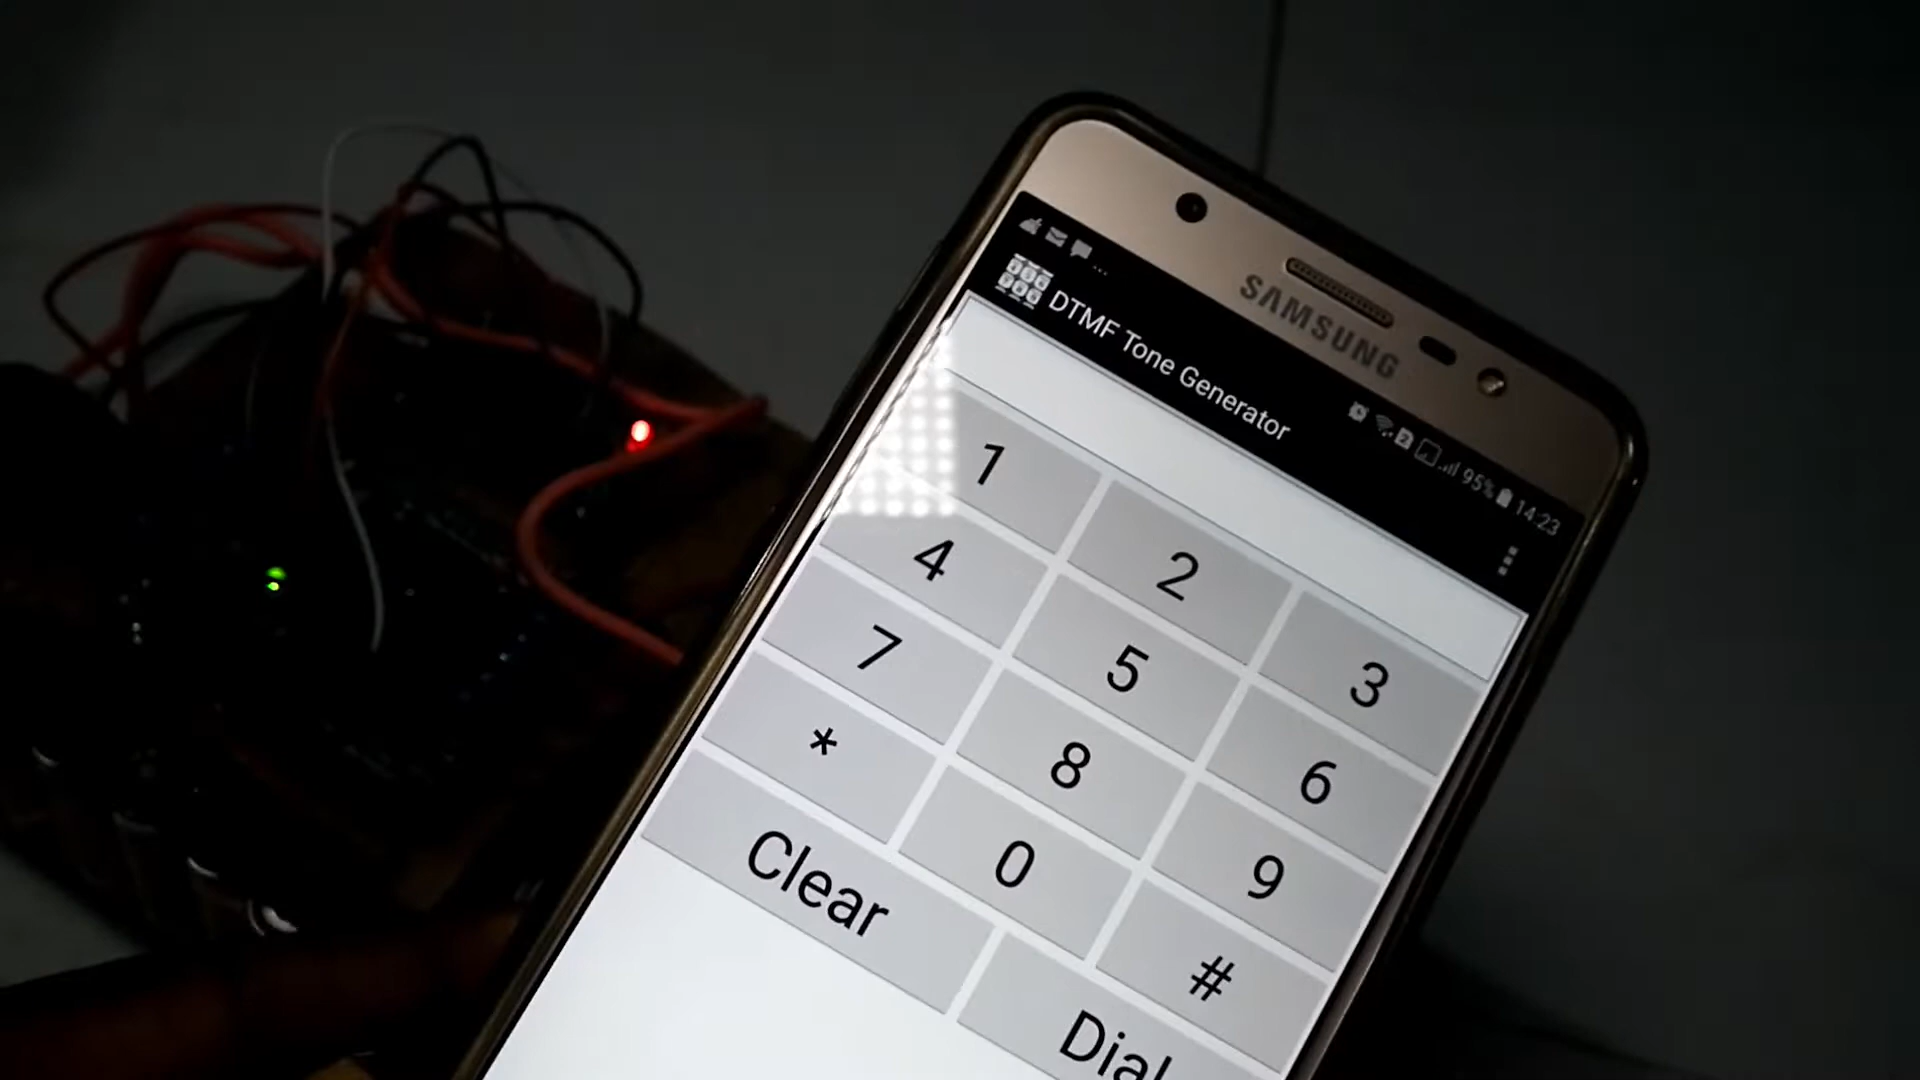 SAMSUNG
2 95% 14:23
DTMF Tone Generator
1 2 3
4 5 6
7 8 9
* 0 #
Clear Dial